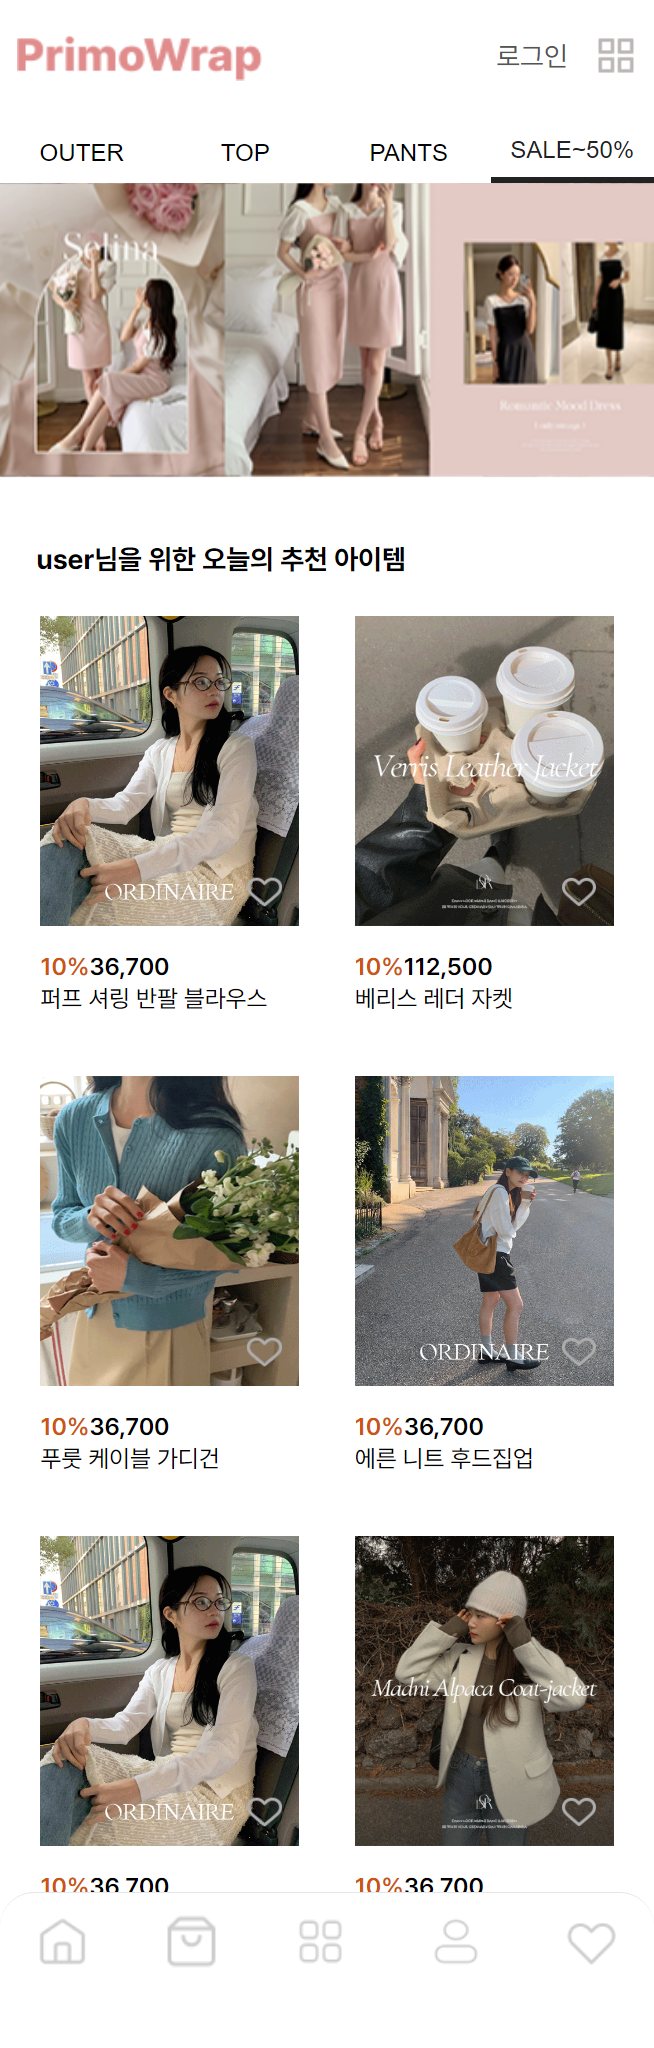 PrimoWrap
로그인
OUTER
TOP
PANTS
SALE~50%
Selina
Romantic Mood Dress
user님을 위한 오늘의 추천 아이템
ORDINAIRE
Verris Leather Jacket
10%36,700
10%112,500
퍼프 셔링 반팔 블라우스
베리스 레더 자켓
ORDINAIRE
10%36,700
10%36,700
푸룻 케이블 가디건
에른 니트 후드집업
ORDINAIRE
Madni Alpaca Coat-jacket
10%36,700
10%36,700